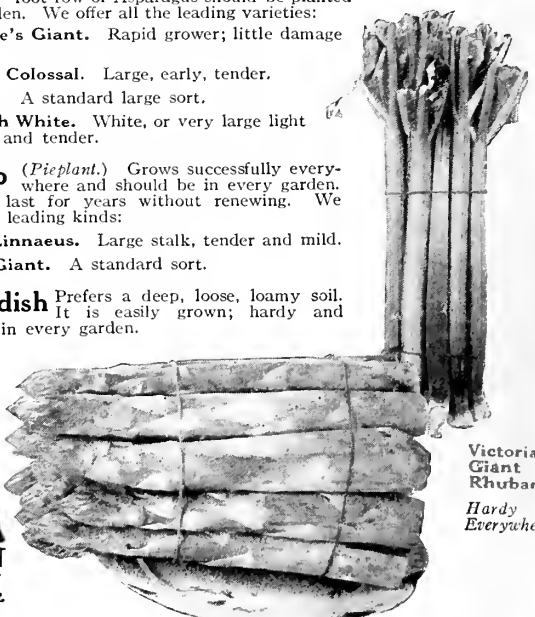 foot row of Asparagus should be planted
den. We offer all the leading varieties:
e's Giant. Rapid grower; little damage
Colossal. Large, early, tender.
A standard large sort.
h White. White, or very large light
and tender.
(Pieplant.) Grows successfully every-
where and should be in every garden.
last for years without renewing. We
leading kinds:
innaeus. Large stalk, tender and mild.
Giant. A standard sort.
dish Prefers a deep, loose, loamy soil.
It is easily grown; hardy and
in every garden.
Victoria
Giant
Rhubar
Hardy
Everywhe